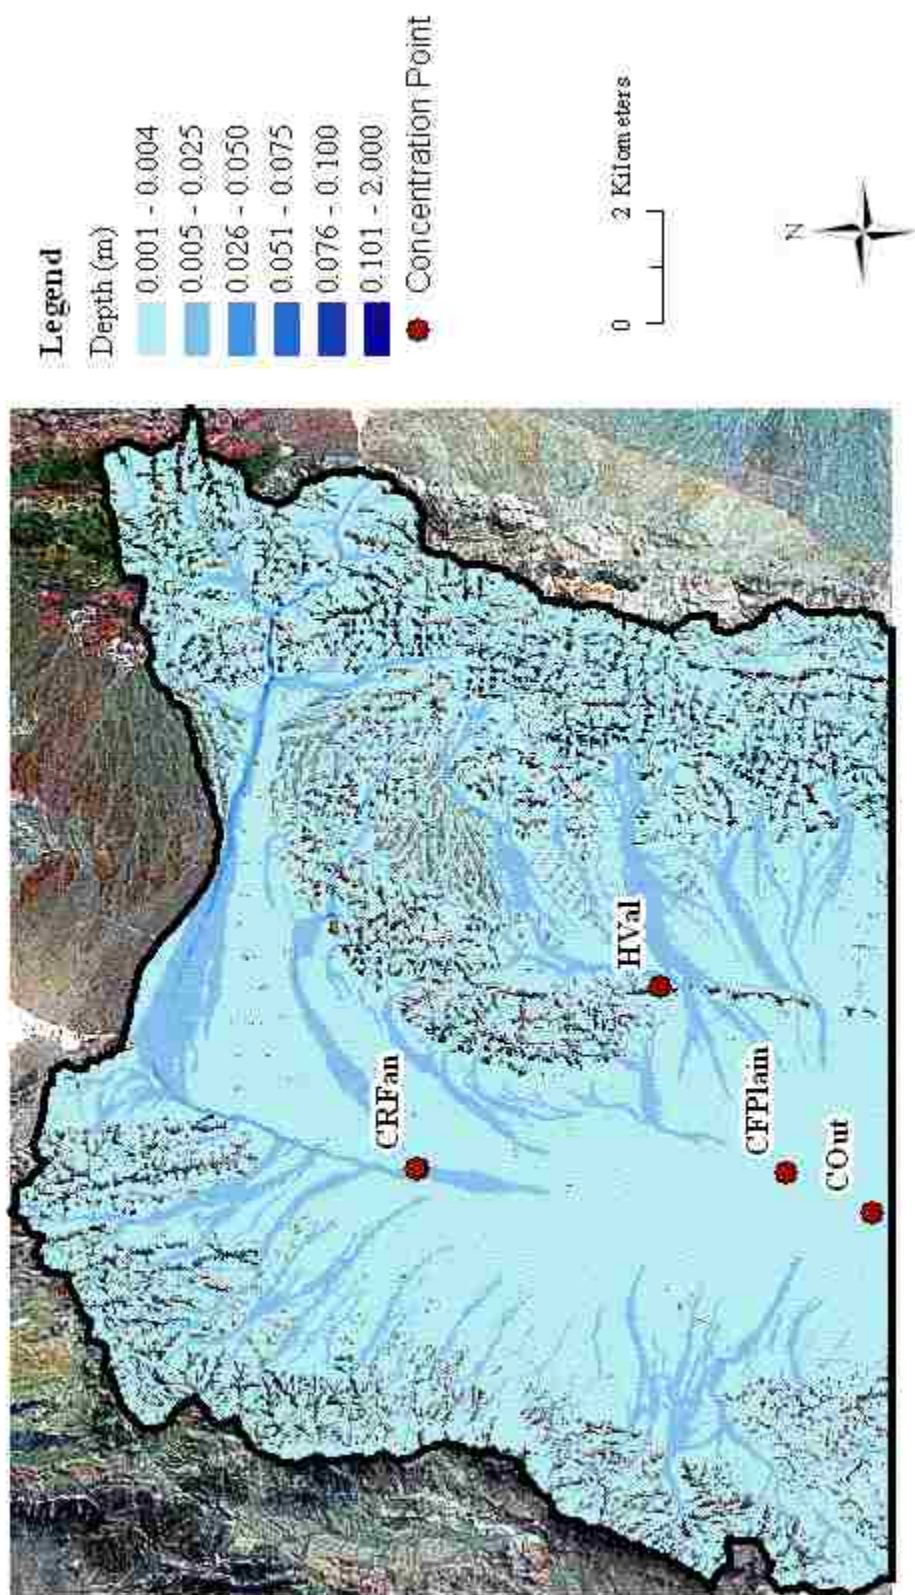 Legend
Depth (m)
0.001 - 0.004
0.005 - 0.025
0.026 - 0.050
0.051 - 0.075
0.076 - 0.100
0.101 - 2.000
Concentration Point
0 2 Kilometers
N
CRFan
HVal
CFPlain
COut